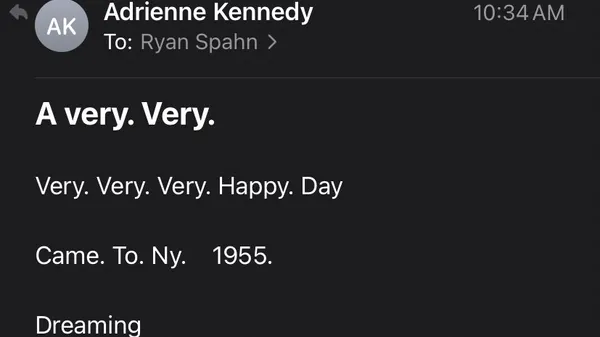 AK
Adrienne Kennedy
10:34 AM
To: Ryan Spahn
A very. Very.
Very. Very. Very. Happy. Day
Came. To. Ny.    1955.
Dreaming